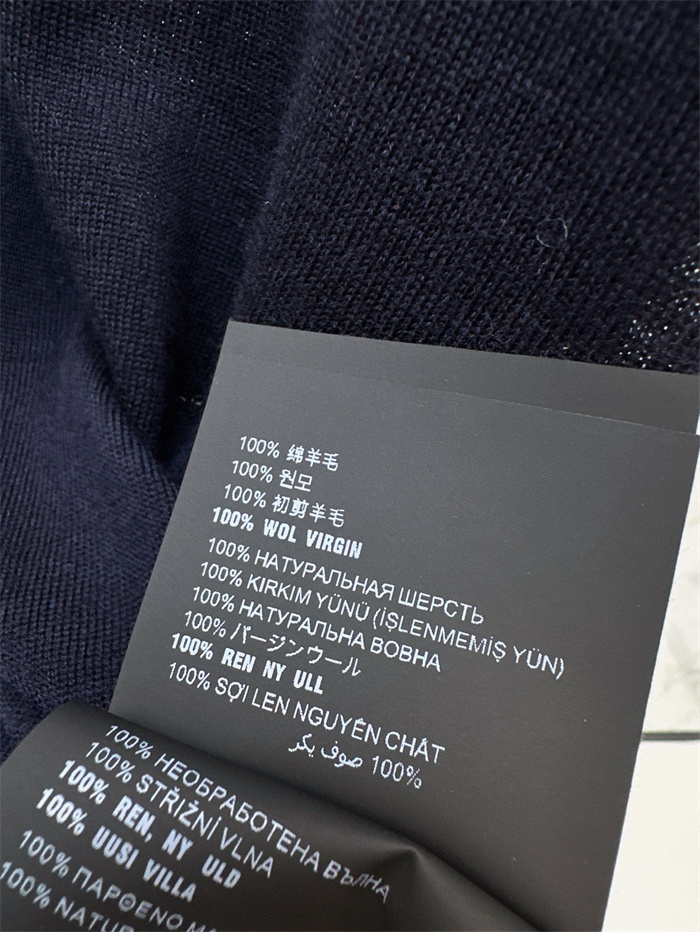 100% 绵羊毛
100% 원모
100% 初剪羊毛
100% WOL VIRGIN
100% НАТУРАЛЬНАЯ ШЕРСТЬ
100% KIRKIM YÜNÜ (İŞLENMEMİŞ YÜN)
100% НАТУРАЛЬНА ВОВНА
100% バージンウール
100% REN NY ULL
100% SỢI LEN NGUYÊN CHẤT
100% صوف بكر
100% НЕОБРАБОТЕНА ВЪЛНА
100% STŘIŽNÍ VLNA
100% REN, NY ULD
100% UUSI VILLA
100% ΠΑΡΘΕΝΟ
100%